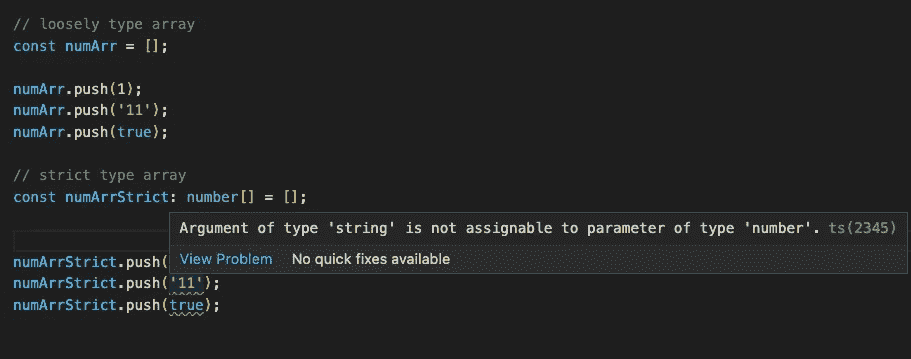 // loosely type array
const numArr = [];
numArr.push(1);
numArr.push('11');
numArr.push(true);
// strict type array
const numArrStrict: number[] = [];
Argument of type 'string' is not assignable to parameter of type 'number'. ts(2345)
View Problem No quick fixes available
numArrStrict.push(
numArrStrict.push('11');
numArrStrict.push(true);